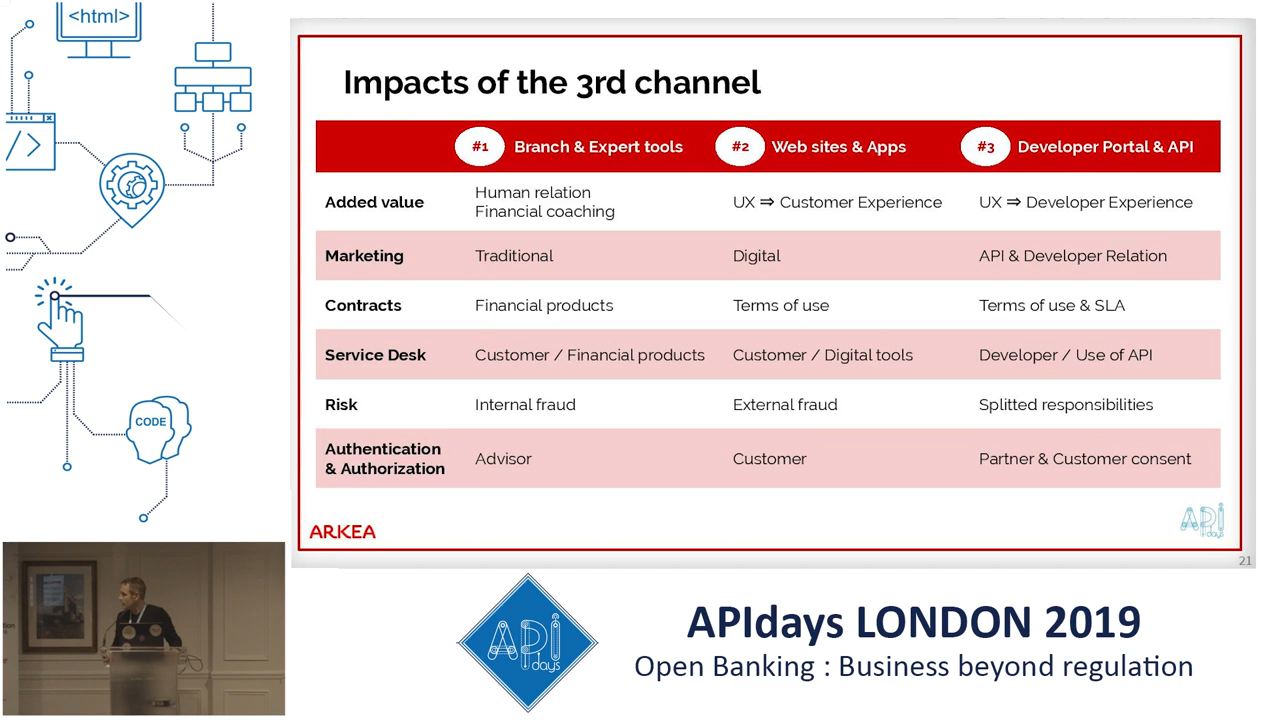 <html>
</>
CODE
Impacts of the 3rd channel
#1 Branch & Expert tools #2 Web sites & Apps #3 Developer Portal & API
Added value Human relation
Financial coaching UX ⇒ Customer Experience UX ⇒ Developer Experience
Marketing Traditional Digital API & Developer Relation
Contracts Financial products Terms of use Terms of use & SLA
Service Desk Customer / Financial products Customer / Digital tools Developer / Use of API
Risk Internal fraud External fraud Splitted responsibilities
Authentication
& Authorization Advisor Customer Partner & Customer consent
ARKEA
API
days
21
API
days
APIdays LONDON 2019
Open Banking : Business beyond regulation